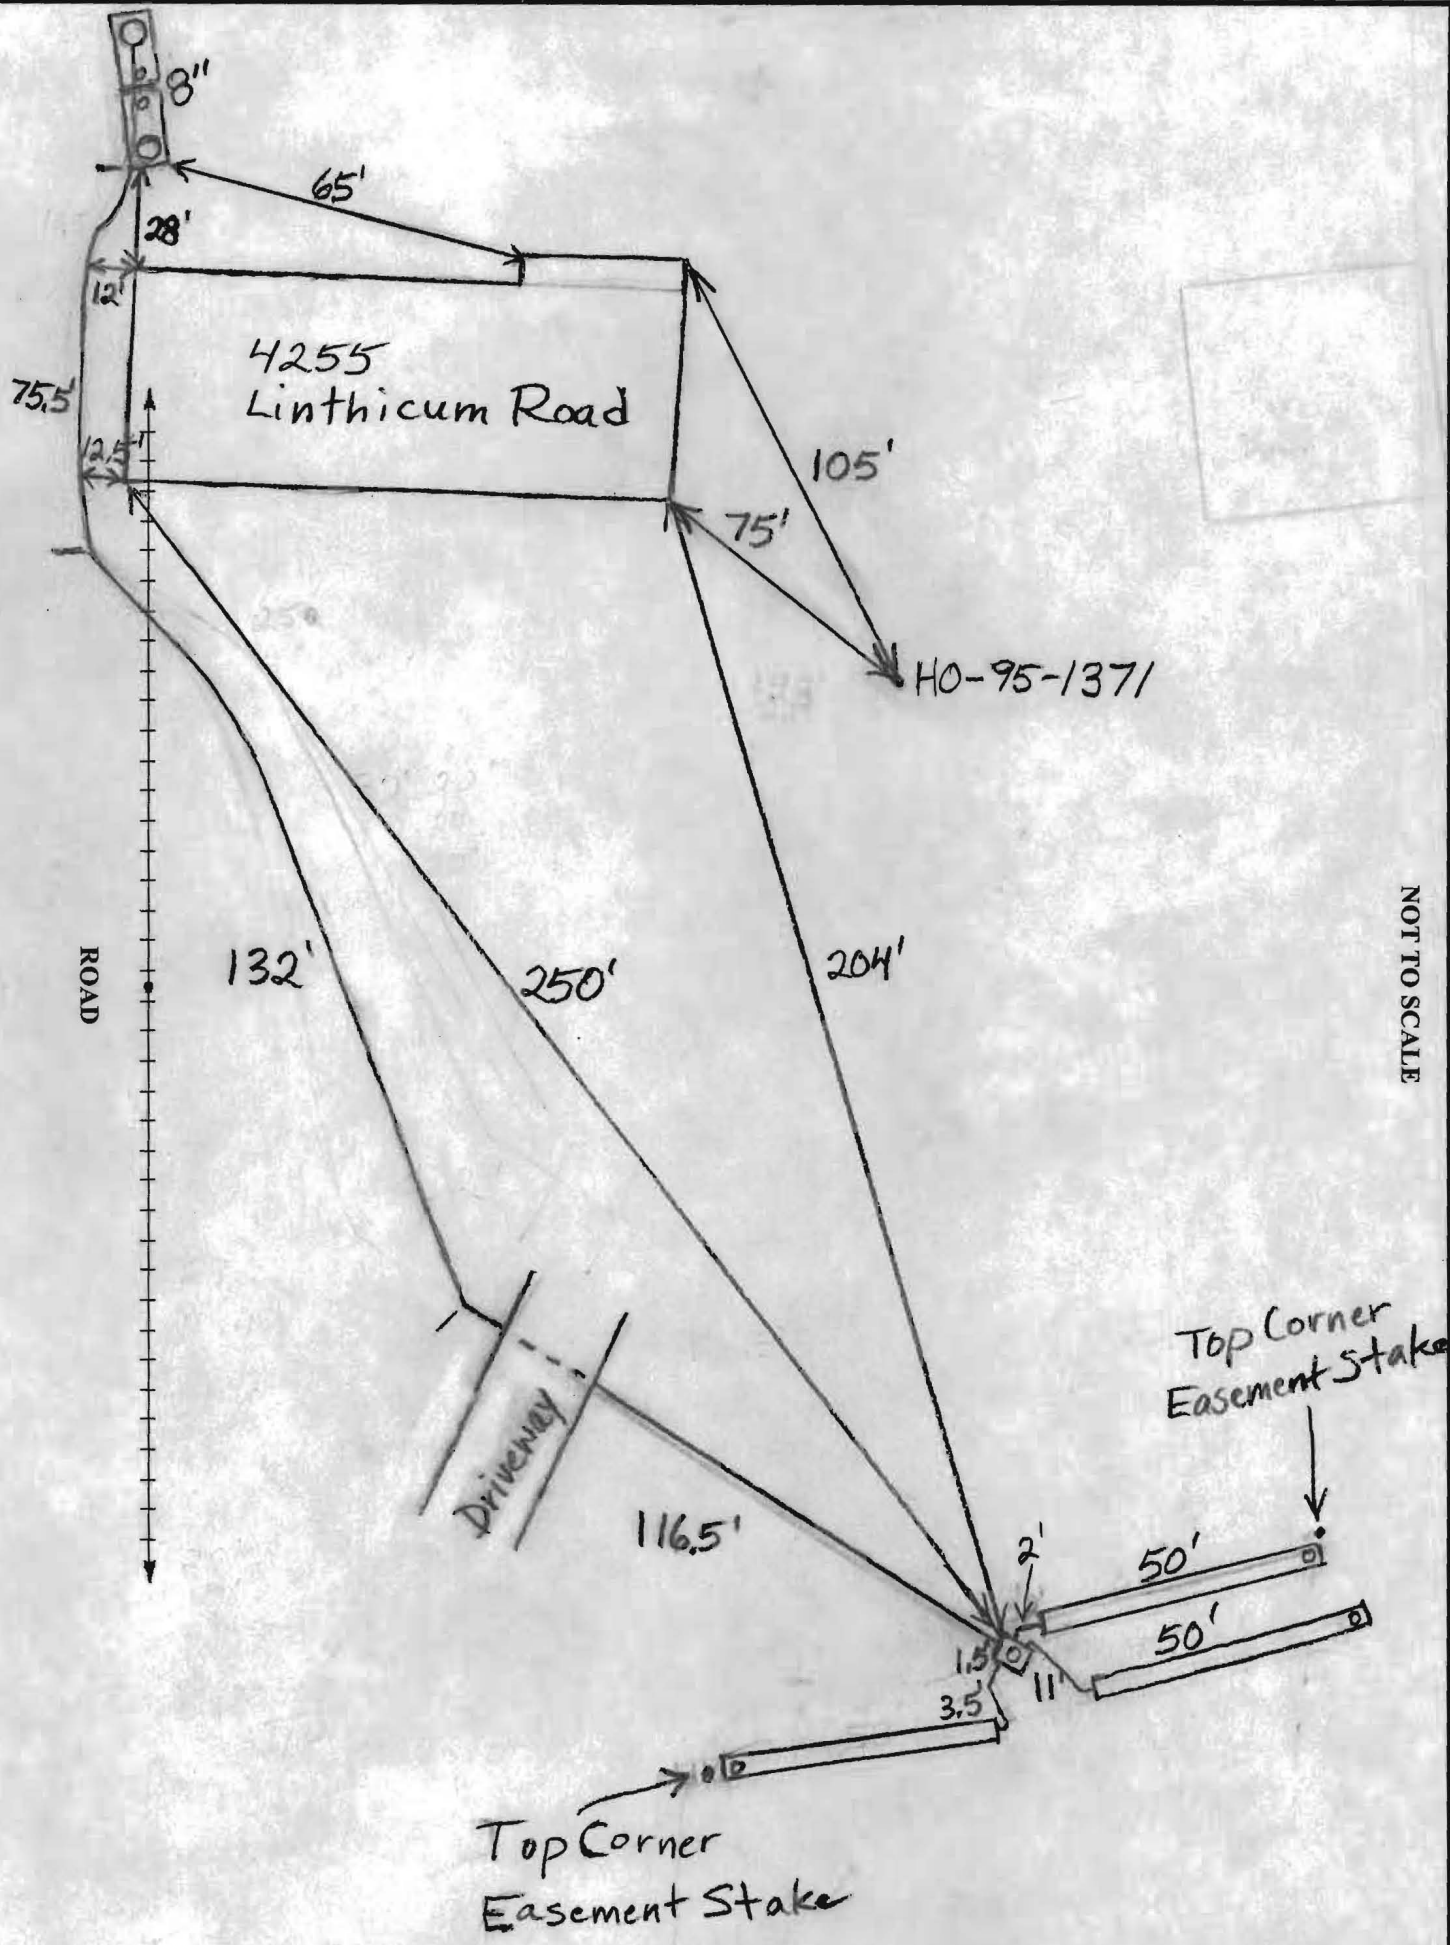 8"
65'
28'
12'
4255
Linthicum Road
75.5'
12.5'
105'
75'
HO-95-1371
132'
250'
204'
ROAD
NOT TO SCALE
Top Corner
Easement Stake
Driveway
116.5'
2'
50'
50'
1.5'
11'
3.5'
Top Corner
Easement Stake